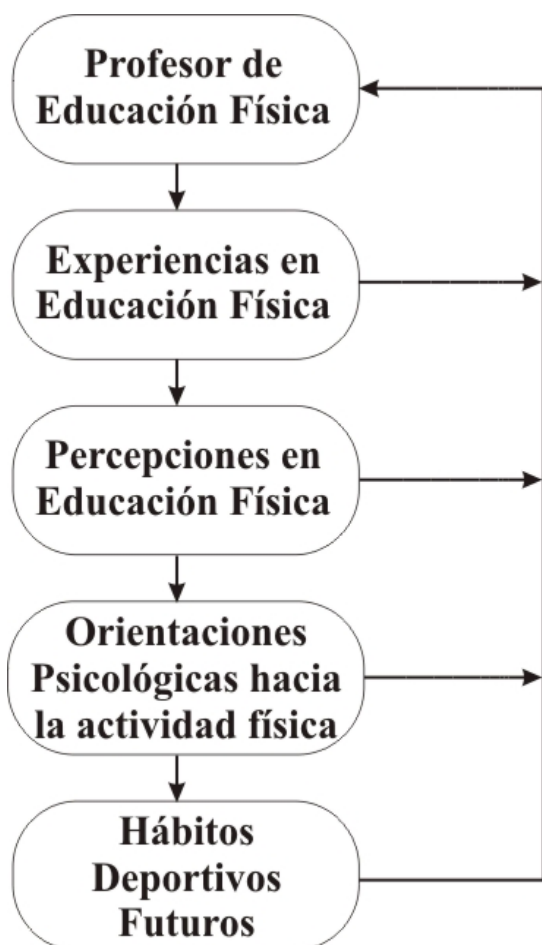 Profesor de
Educación Física
Experiencias en
Educación Física
Percepciones en
Educación Física
Orientaciones
Psicológicas hacia
la actividad física
Hábitos
Deportivos
Futuros